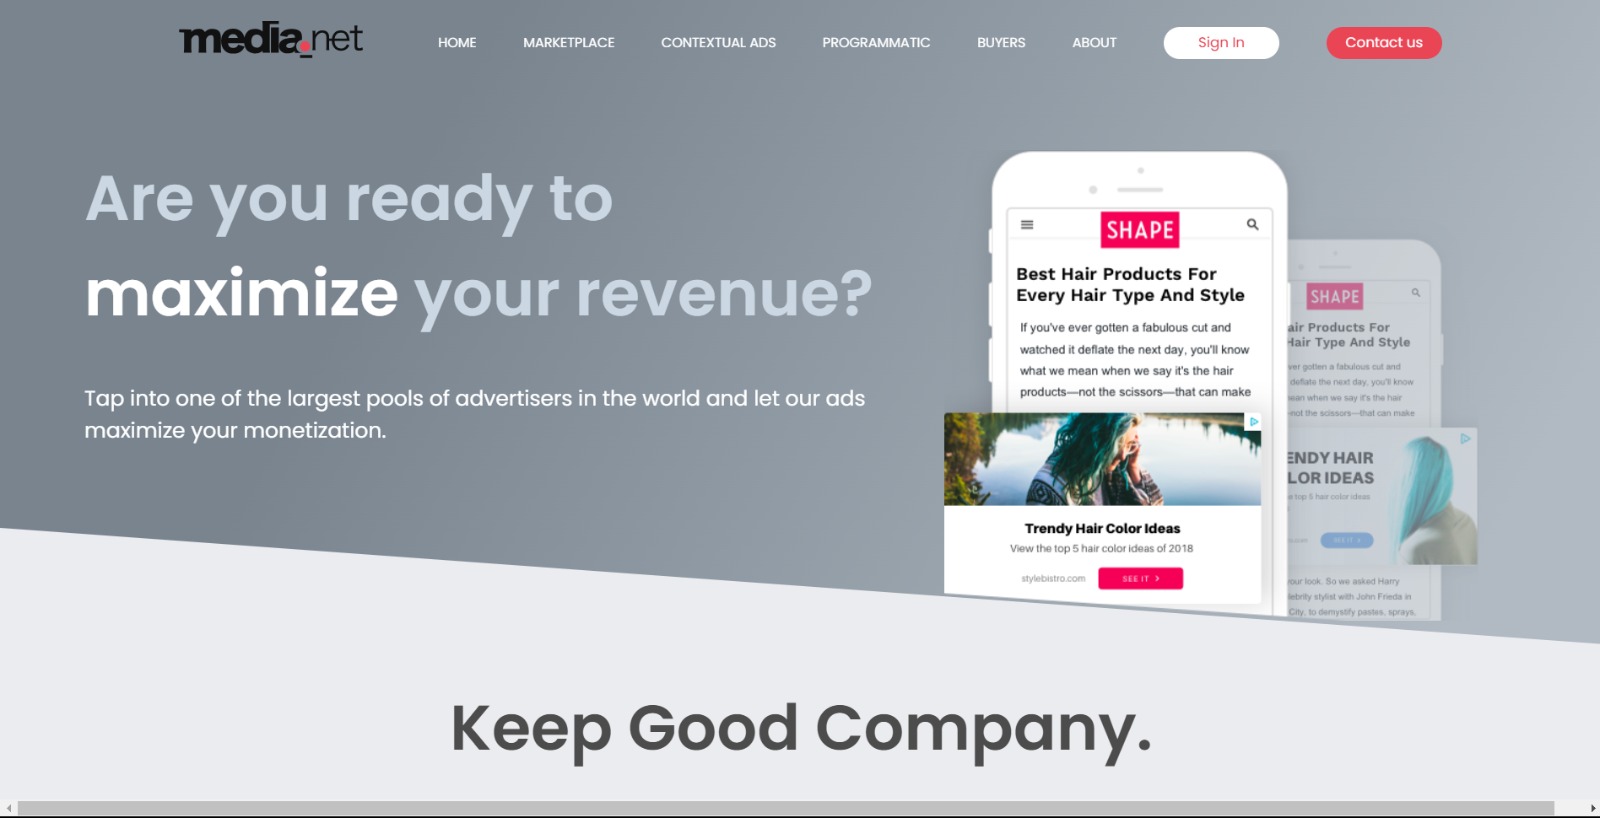 media.net
HOME
MARKETPLACE
CONTEXTUAL ADS
PROGRAMMATIC
BUYERS
ABOUT
Sign In
Contact us
Are you ready to
maximize your revenue?
Tap into one of the largest pools of advertisers in the world and let our ads
maximize your monetization.
SHAPE
Best Hair Products For
Every Hair Type And Style
If you've ever gotten a fabulous cut and
watched it deflate the next day, you'll know
what we mean when we say it's the hair
products—not the scissors—that can make
Trendy Hair Color Ideas
View the top 5 hair color ideas of 2018
stylebistro.com
SEE IT
SHAPE
air Products For
Hair Type And Style
ver gotten a fabulous cut and
deflate the next day, you'll know
ean when we say it's the hair
-not the scissors—that can make
ENDY HAIR
LOR IDEAS
e top 5 hair color ideas
SEE IT
your look. So we asked Harry
lebrity stylist with John Frieda in
City, to demystify pastes, sprays,
Keep Good Company.